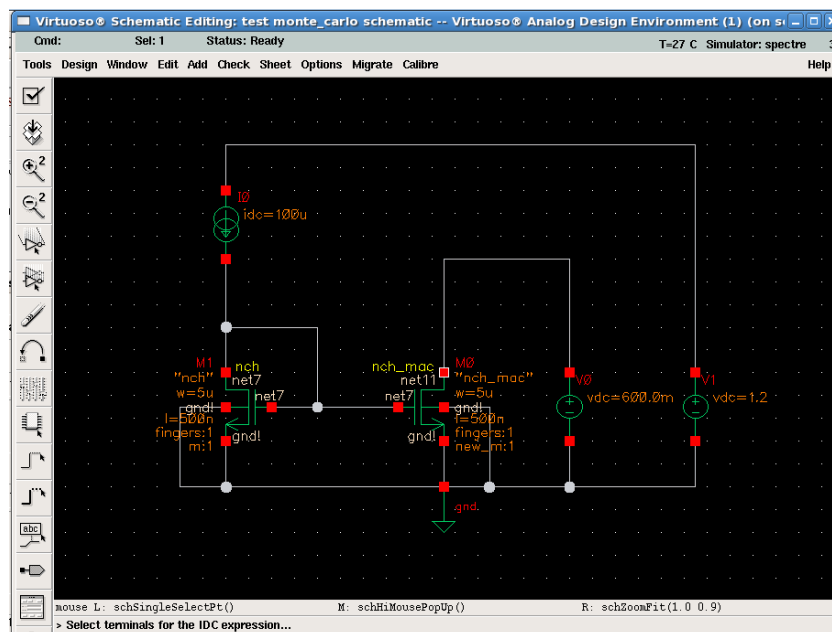 Virtuoso® Schematic Editing: test monte_carlo schematic -- Virtuoso® Analog Design Environment (1) (on
Cmd: Sel: 1 Status: Ready T=27 C Simulator: spectre 3
Tools Design Window Edit Add Check Sheet Options Migrate Calibre Help
2
2
abc
I0
idc=100u
M1
nch
"nch"
net7
w=5u
net7
gnd!
l=500n
fingers:1
gnd!
m:1
nch_mac
M0
net11
"nch_mac"
w=5u
net7
gnd!
l=500n
fingers:1
gnd!
new_m:1
V0
vdc=600.0m
V1
vdc=1.2
gnd
mouse L: schSingleSelectPt() M: schHiMousePopUp() R: schZoomFit(1.0 0.9)
> Select terminals for the IDC expression...